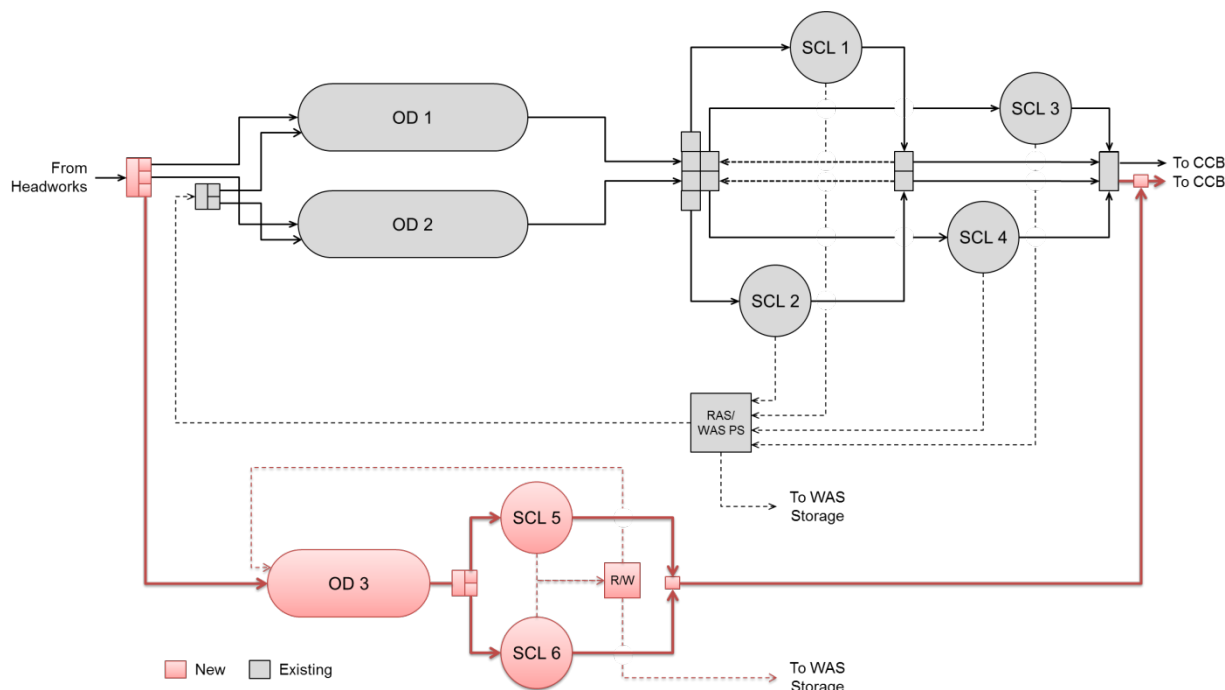 SCL 1
SCL 3
OD 1
From
Headworks
To CCB
To CCB
OD 2
SCL 4
SCL 2
RAS/
WAS PS
To WAS
Storage
SCL 5
OD 3
R/W
SCL 6
New
Existing
To WAS
Storage